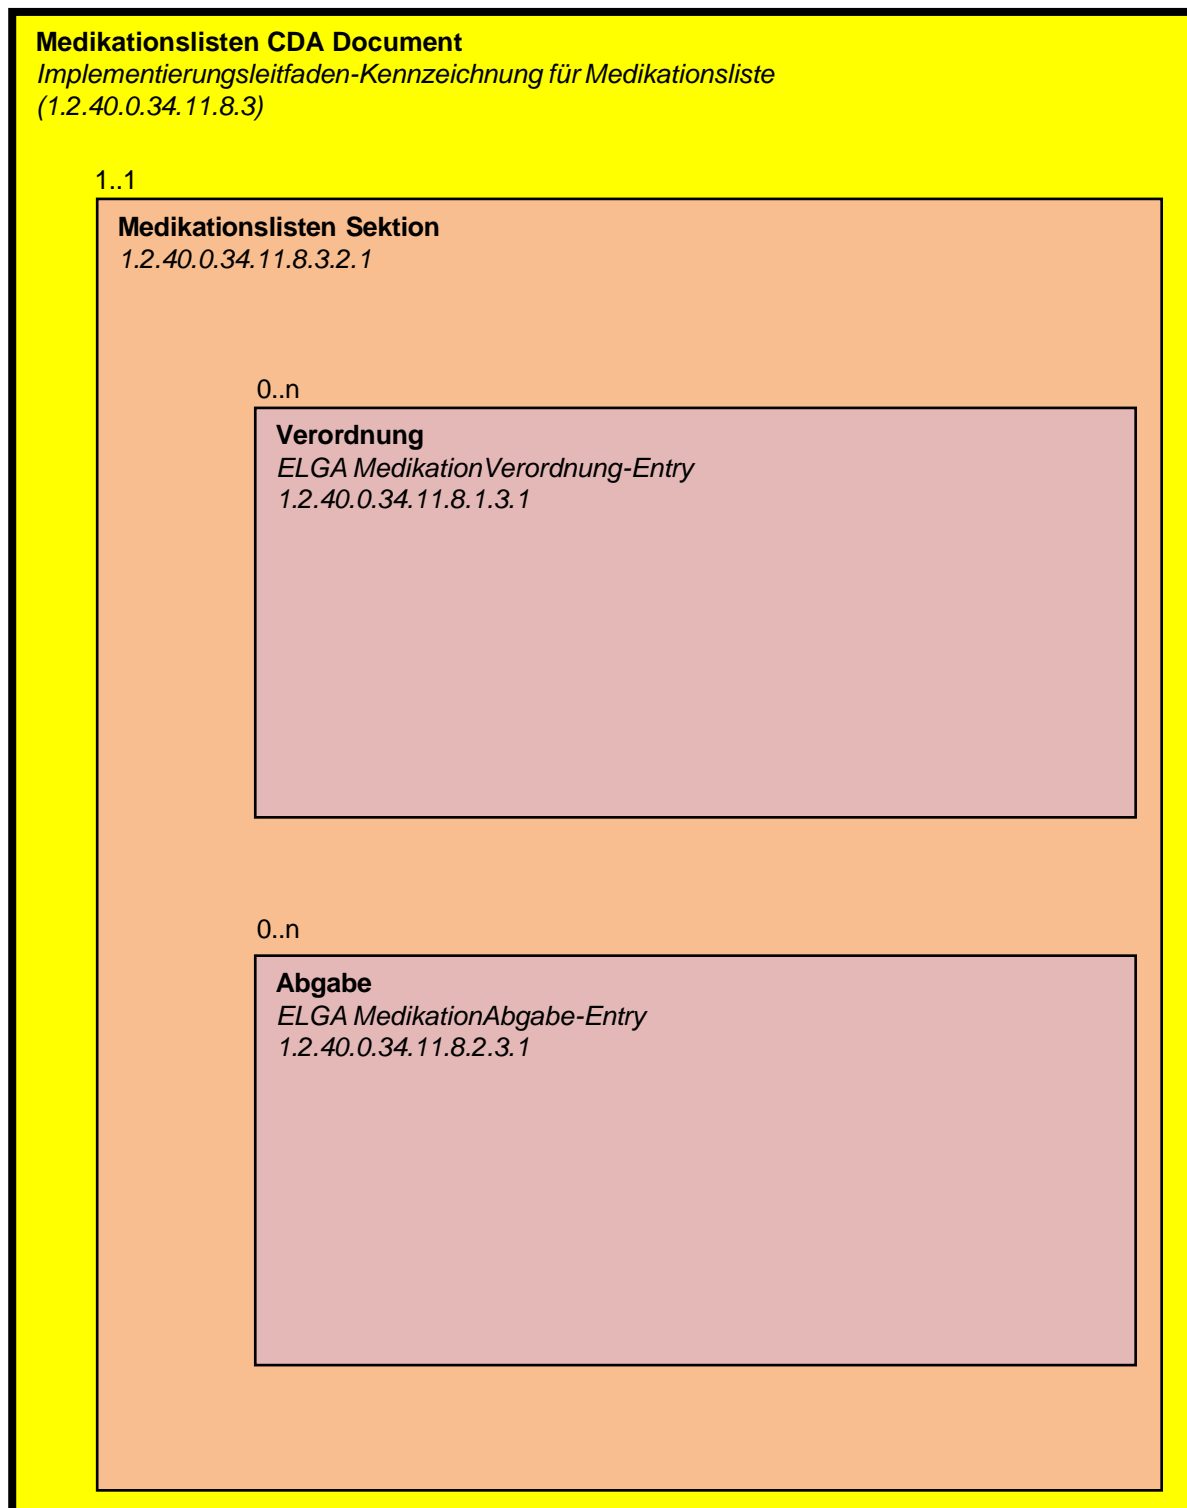 Medikationslisten CDA Document
Implementierungsleitfaden-Kennzeichnung für Medikationsliste
(1.2.40.0.34.11.8.3)
1..1
Medikationslisten Sektion
1.2.40.0.34.11.8.3.2.1
0..n
Verordnung
ELGA MedikationVerordnung-Entry
1.2.40.0.34.11.8.1.3.1
0..n
Abgabe
ELGA MedikationAbgabe-Entry
1.2.40.0.34.11.8.2.3.1